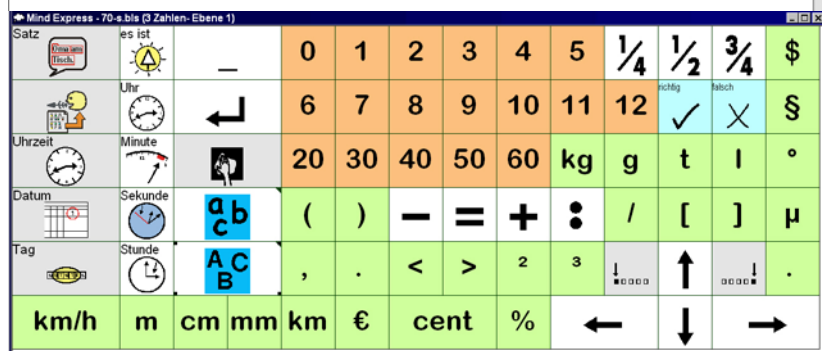 Mind Express - 70-s.bls (3 Zahlen- Ebene 1)
Satz es ist _ 0 1 2 3 4 5 1/4 1/2 3/4 $
Uhr 6 7 8 9 10 11 12 richtig falsch §
Uhrzeit Minute 20 30 40 50 60 kg g t l °
Datum Sekunde a b c ( ) – = + : / [ ] µ
Tag Stunde A C B , . < > ² ³ .
km/h m cm mm km € cent %